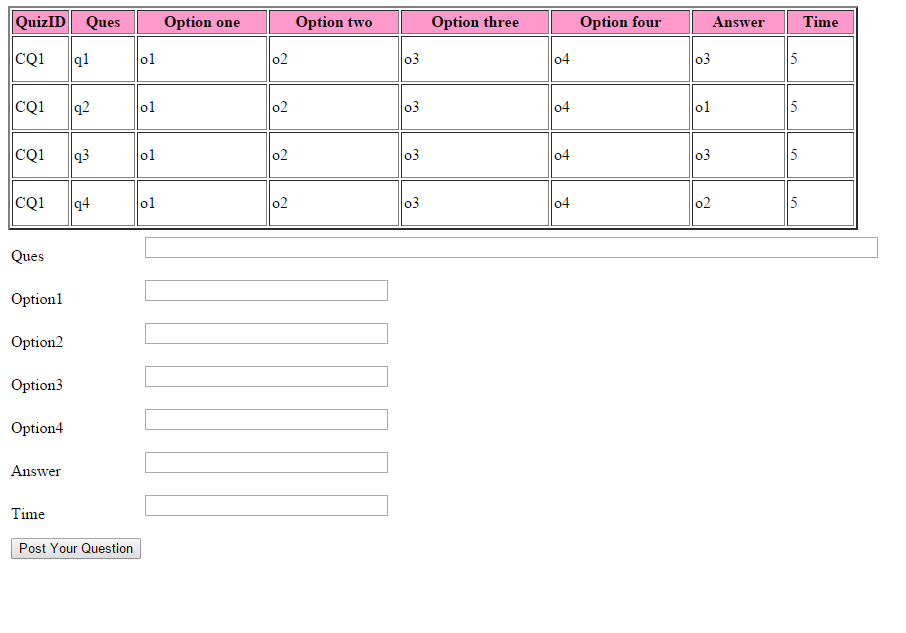 QuizID Ques Option one Option two Option three Option four Answer Time
CQ1 q1 o1 o2 o3 o4 o3 5
CQ1 q2 o1 o2 o3 o4 o1 5
CQ1 q3 o1 o2 o3 o4 o3 5
CQ1 q4 o1 o2 o3 o4 o2 5
Ques
Option1
Option2
Option3
Option4
Answer
Time
Post Your Question